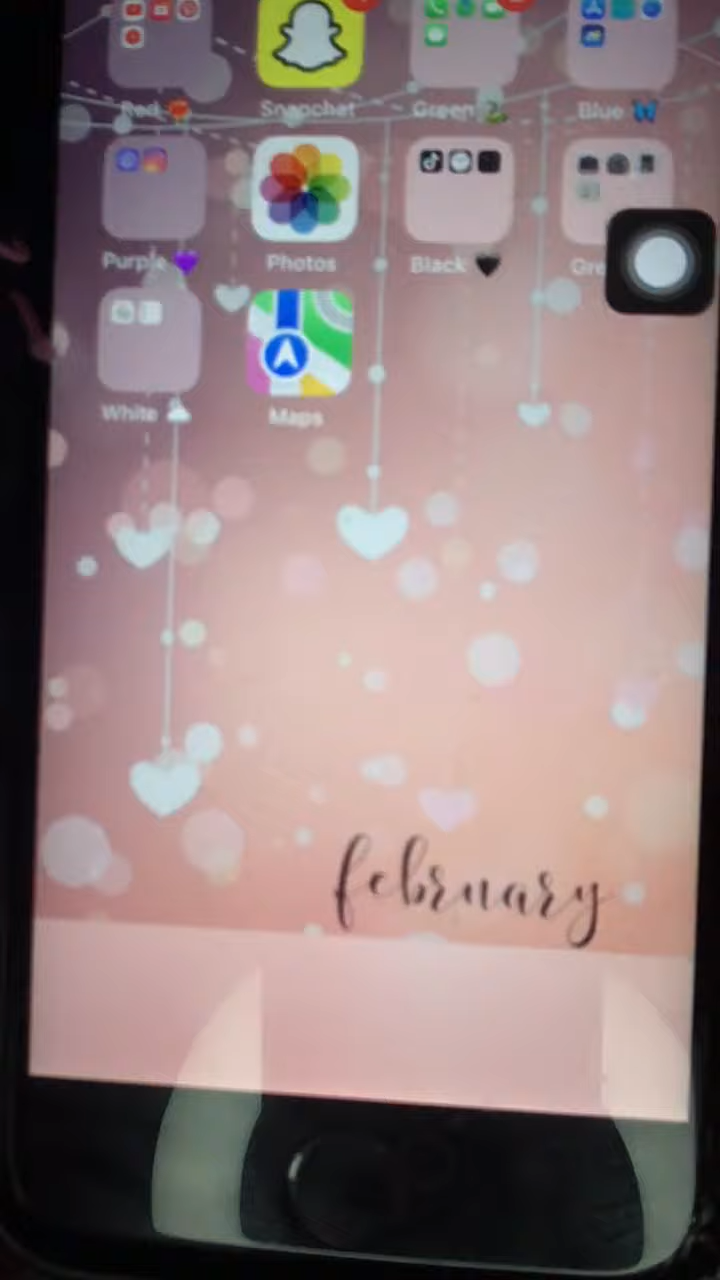 Red 🎈 Snapchat Green 🐍 Blue 🦋
Purple 💜 Photos Black 🖤
White Maps
february